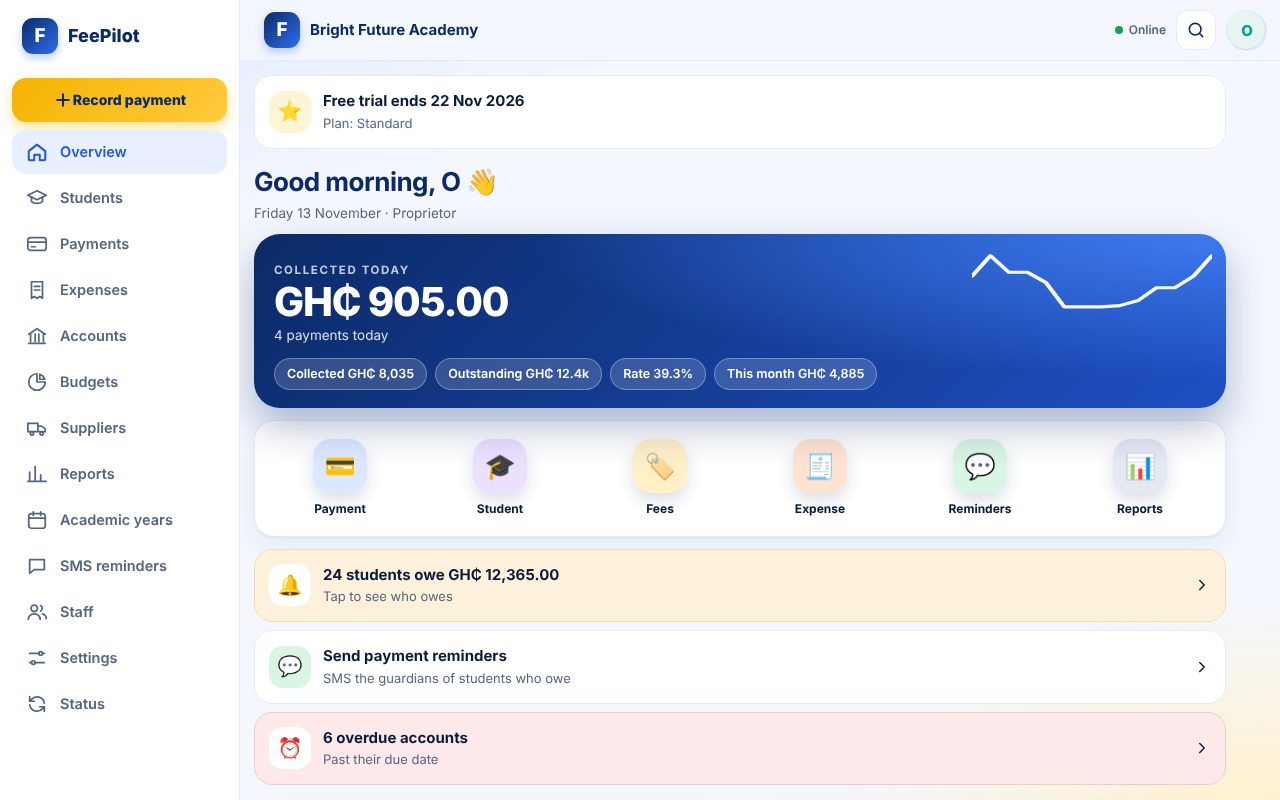 F FeePilot
Record payment
Overview
Students
Payments
Expenses
Accounts
Budgets
Suppliers
Reports
Academic years
SMS reminders
Staff
Settings
Status
F Bright Future Academy
Online
O
Free trial ends 22 Nov 2026
Plan: Standard
Good morning, O 👋
Friday 13 November · Proprietor
COLLECTED TODAY
GH₵ 905.00
4 payments today
Collected GH₵ 8,035
Outstanding GH₵ 12.4k
Rate 39.3%
This month GH₵ 4,885
Payment
Student
Fees
Expense
Reminders
Reports
24 students owe GH₵ 12,365.00
Tap to see who owes
Send payment reminders
SMS the guardians of students who owe
6 overdue accounts
Past their due date